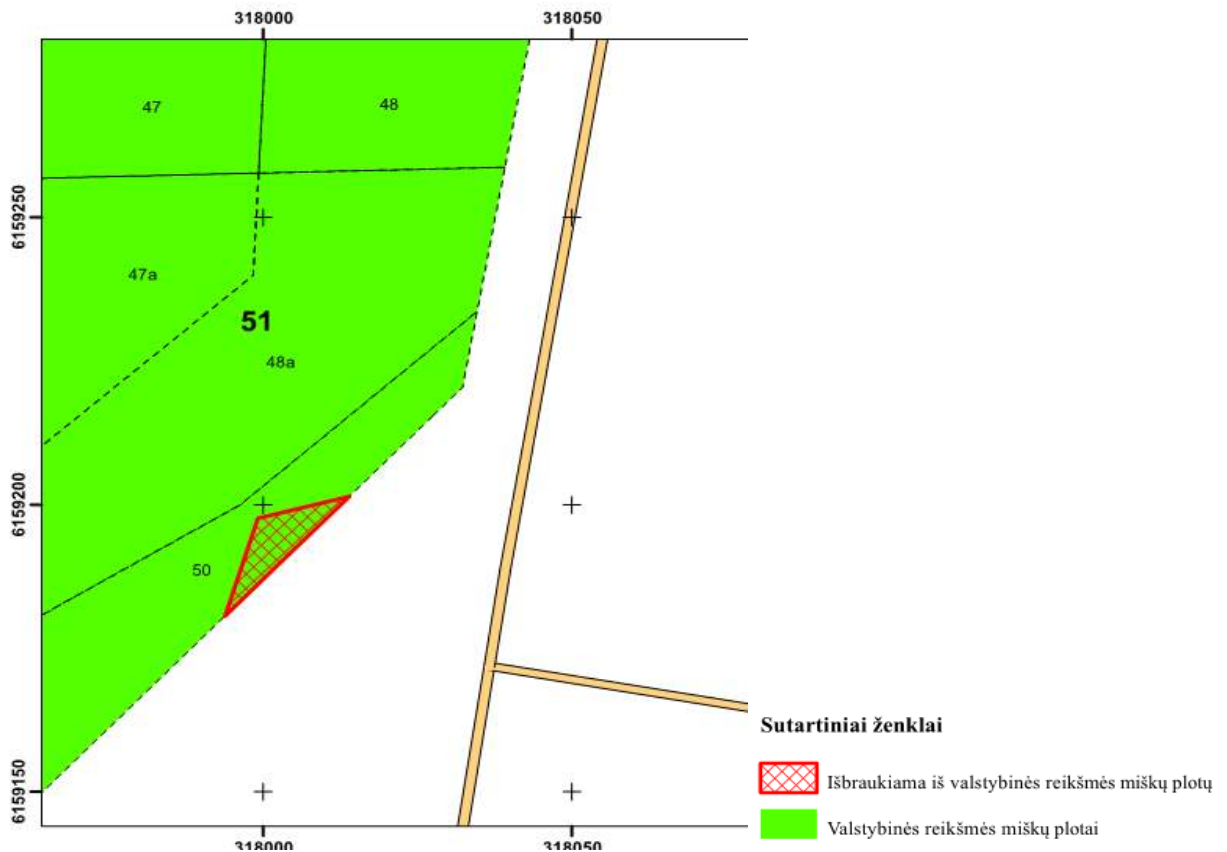 318000 318050
47 48
6159250
47a
51
48a
6159200
50
6159150
Sutartiniai ženklai
Išbraukiama iš valstybinės reikšmės miškų plotų
Valstybinės reikšmės miškų plotai
318000 318050